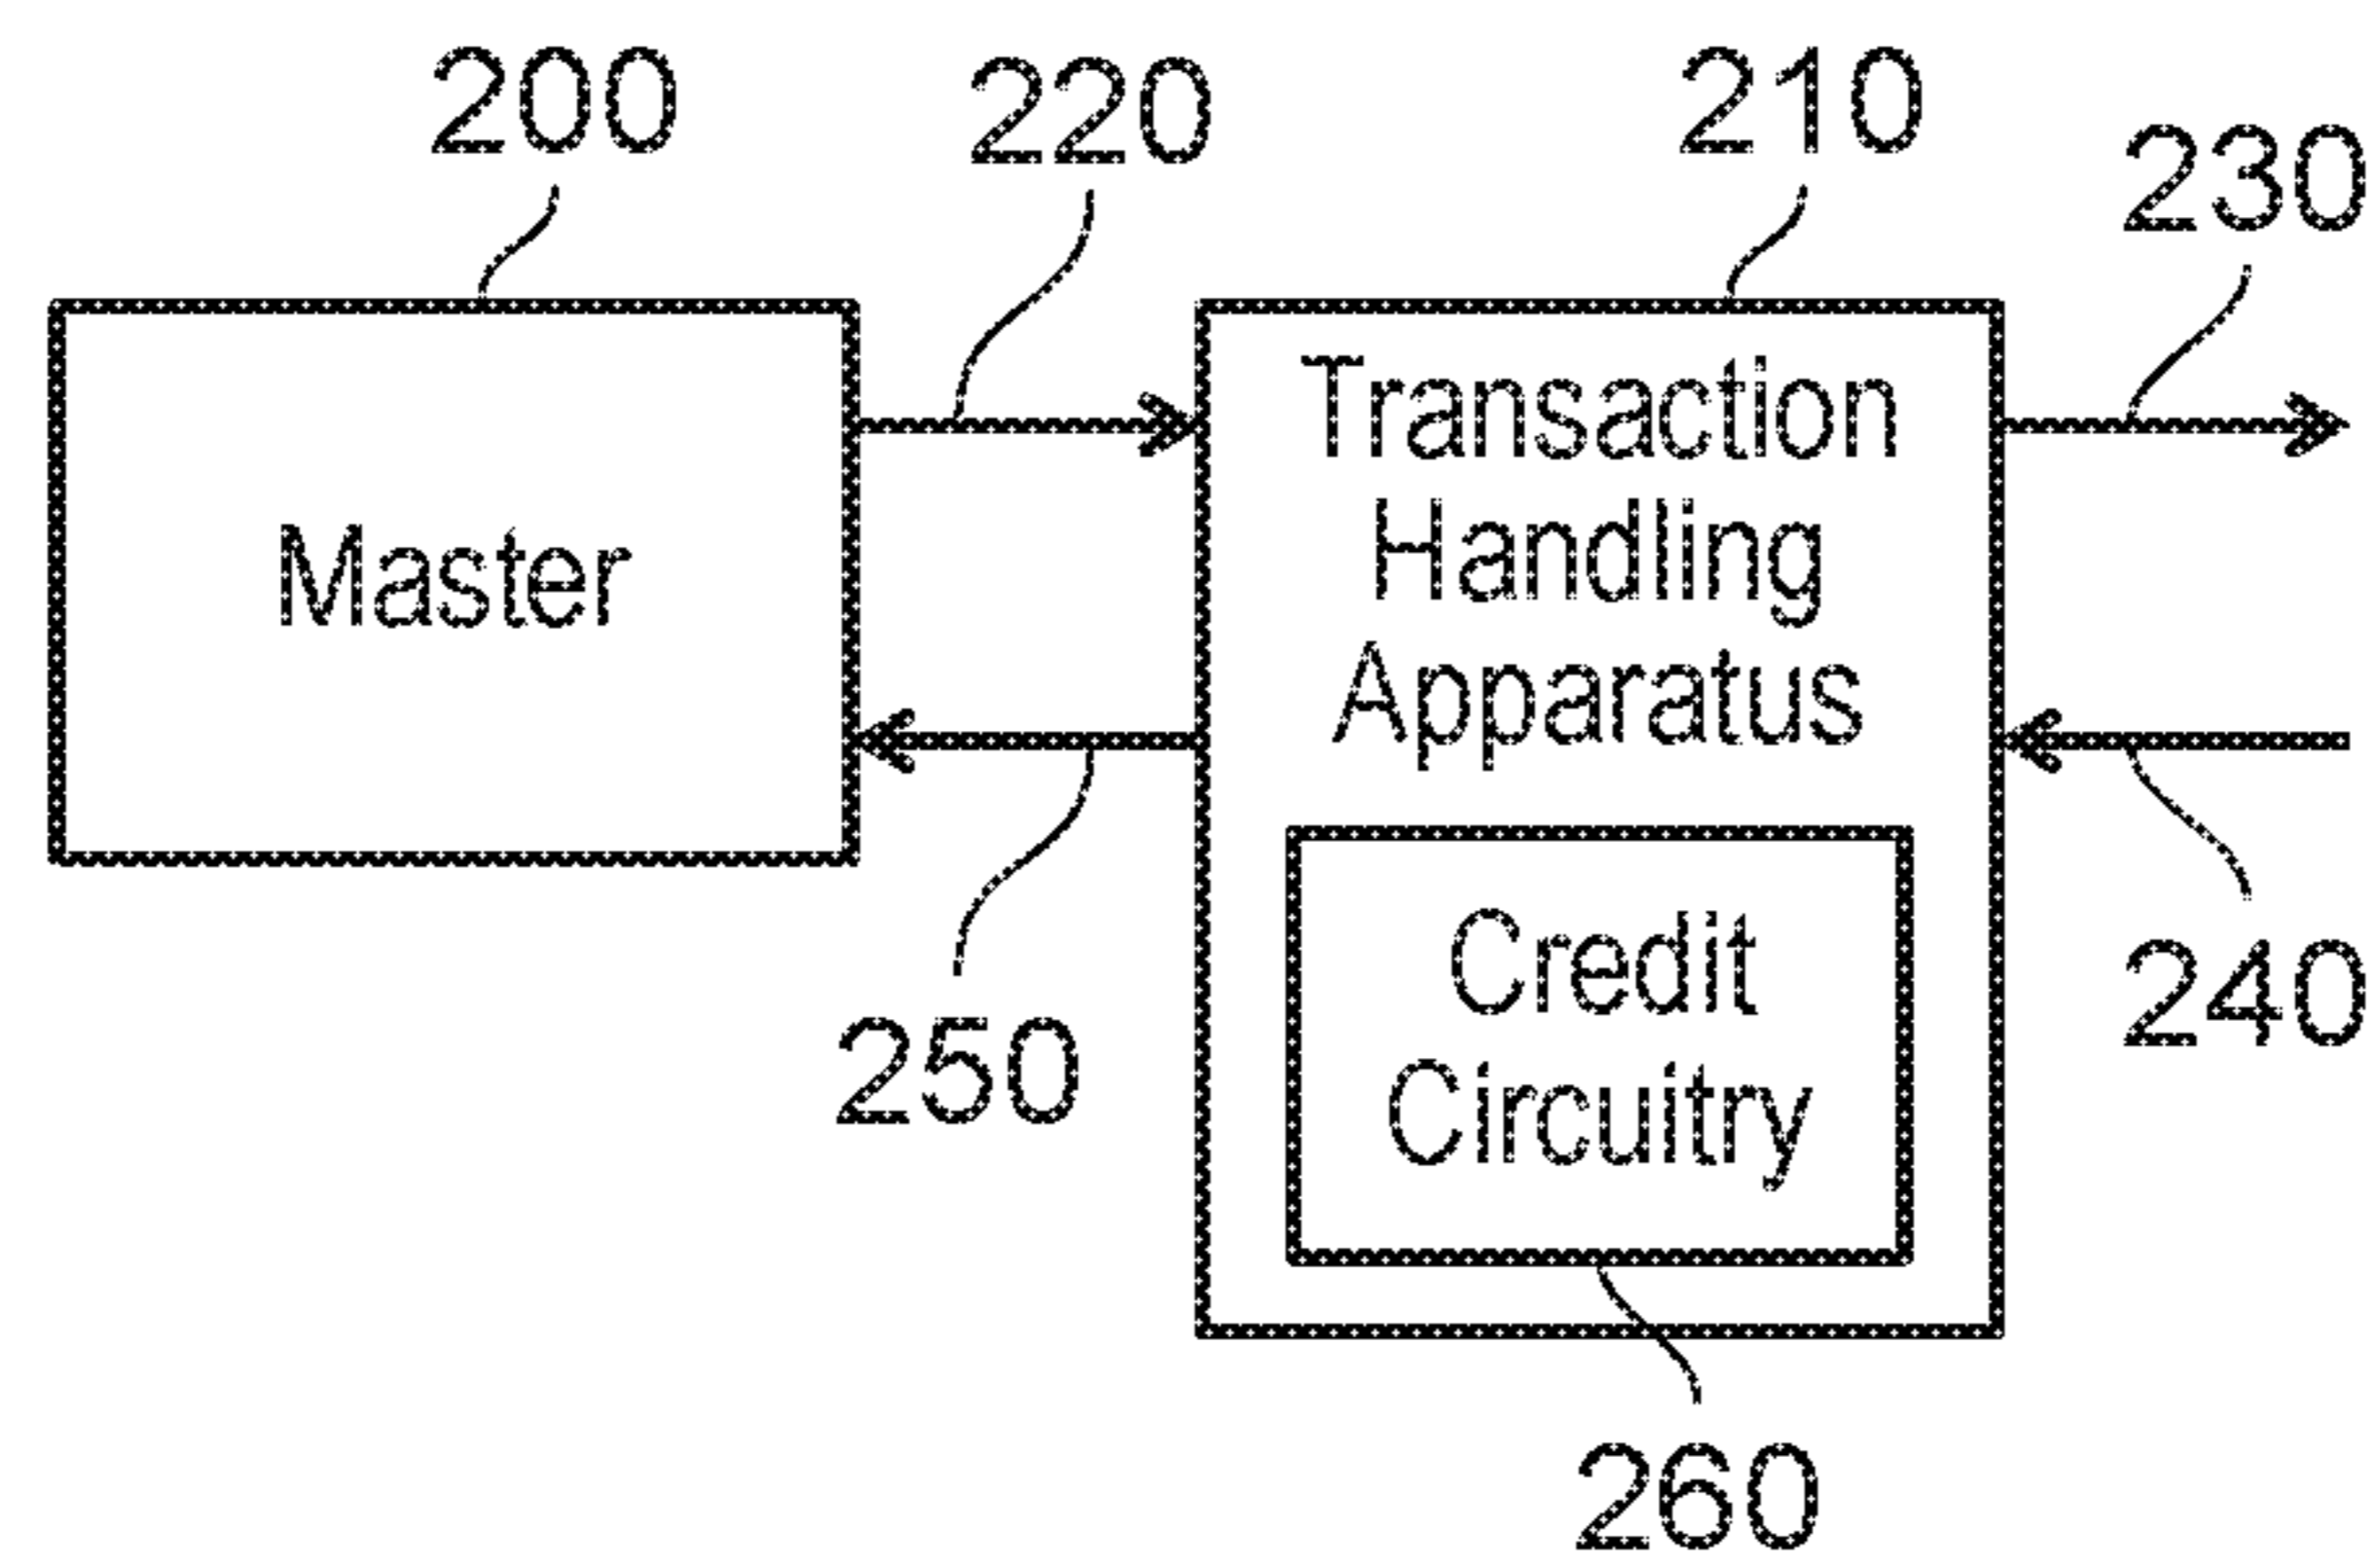 200
220
210
230
Master
Transaction
Handling
Apparatus
250
240
Credit
Circuitry
260